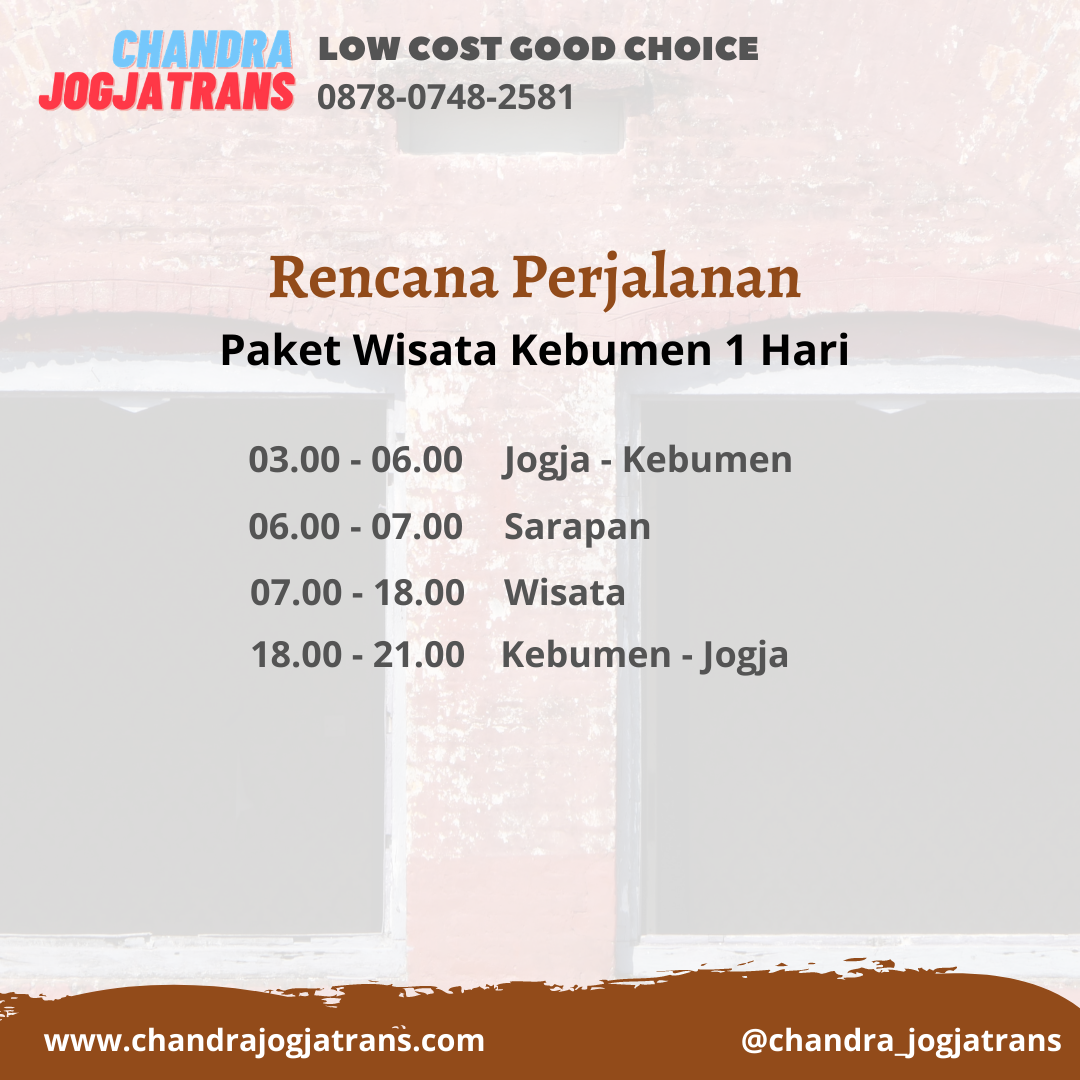 CHANDRA
JOGJATRANS
LOW COST GOOD CHOICE
0878-0748-2581
Rencana Perjalanan
Paket Wisata Kebumen 1 Hari
03.00 - 06.00 Jogja - Kebumen
06.00 - 07.00 Sarapan
07.00 - 18.00 Wisata
18.00 - 21.00 Kebumen - Jogja
www.chandrajogjatrans.com
@chandra_jogjatrans